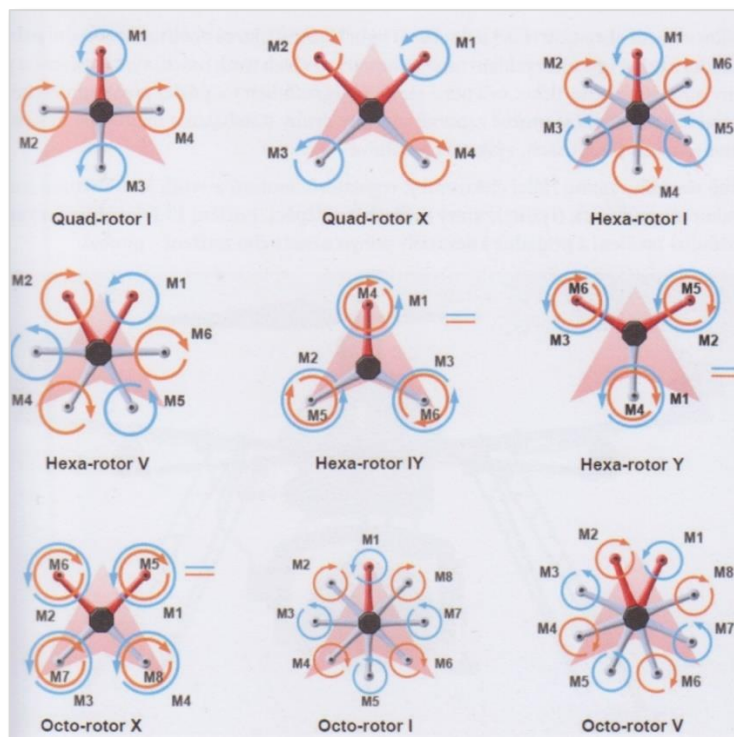 M1
M2
M4
M3
Quad-rotor I
M2
M1
M3
M4
Quad-rotor X
M1
M2
M6
M3
M5
M4
Hexa-rotor I
M2
M1
M6
M4
M5
Hexa-rotor V
M4
M1
M2
M3
M5
M6
Hexa-rotor IY
M6
M5
M3
M2
M4
M1
Hexa-rotor Y
M6
M5
M2
M1
M7
M8
M3
M4
Octo-rotor X
M1
M2
M8
M3
M7
M4
M6
M5
Octo-rotor I
M2
M1
M3
M8
M4
M7
M5
M6
Octo-rotor V